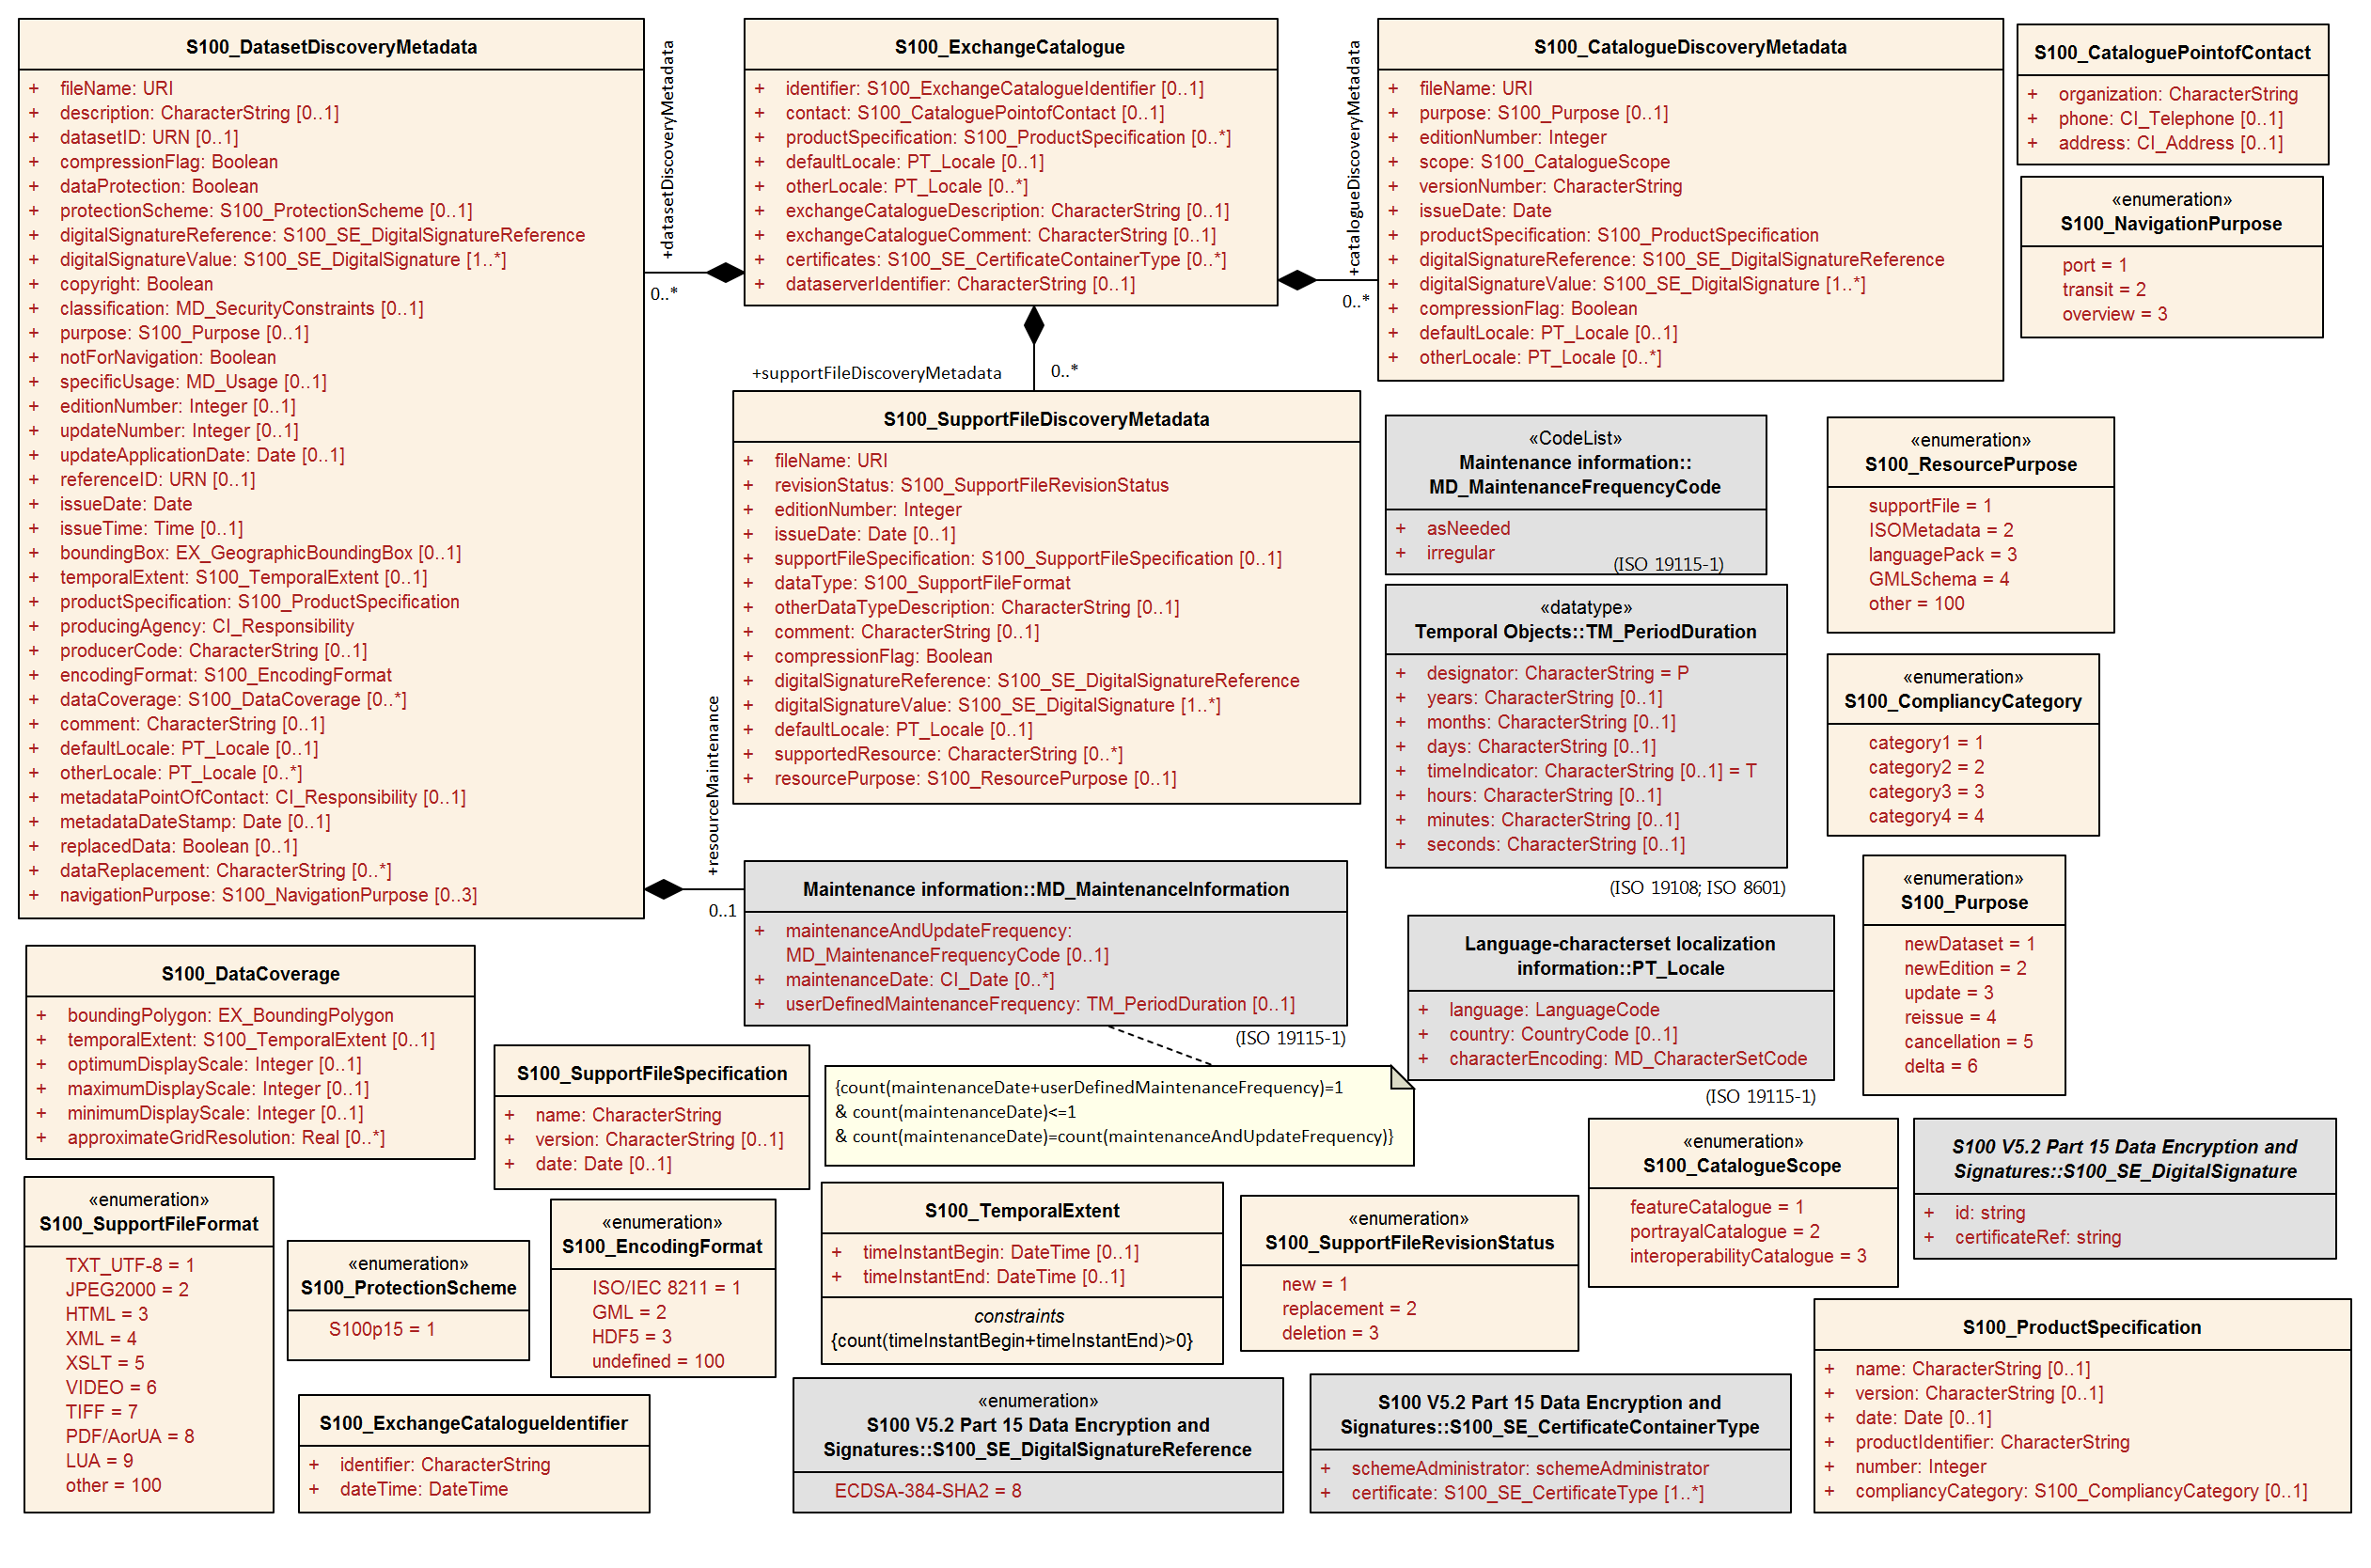 S100_DatasetDiscoveryMetadata
+ fileName: URI
+ description: CharacterString [0..1]
+ datasetID: URN [0..1]
+ compressionFlag: Boolean
+ dataProtection: Boolean
+ protectionScheme: S100_ProtectionScheme [0..1]
+ digitalSignatureReference: S100_SE_DigitalSignatureReference
+ digitalSignatureValue: S100_SE_DigitalSignature [1..*]
+ copyright: Boolean
+ classification: MD_SecurityConstraints [0..1]
+ purpose: S100_Purpose [0..1]
+ notForNavigation: Boolean
+ specificUsage: MD_Usage [0..1]
+ editionNumber: Integer [0..1]
+ updateNumber: Integer [0..1]
+ updateApplicationDate: Date [0..1]
+ referenceID: URN [0..1]
+ issueDate: Date
+ issueTime: Time [0..1]
+ boundingBox: EX_GeographicBoundingBox [0..1]
+ temporalExtent: S100_TemporalExtent [0..1]
+ productSpecification: S100_ProductSpecification
+ producingAgency: CI_Responsibility
+ producerCode: CharacterString [0..1]
+ encodingFormat: S100_EncodingFormat
+ dataCoverage: S100_DataCoverage [0..*]
+ comment: CharacterString [0..1]
+ defaultLocale: PT_Locale [0..1]
+ otherLocale: PT_Locale [0..*]
+ metadataPointOfContact: CI_Responsibility [0..1]
+ metadataDateStamp: Date [0..1]
+ replacedData: Boolean [0..1]
+ dataReplacement: CharacterString [0..*]
+ navigationPurpose: S100_NavigationPurpose [0..3]
+datasetDiscoveryMetadata
0..*
S100_ExchangeCatalogue
+ identifier: S100_ExchangeCatalogueIdentifier [0..1]
+ contact: S100_CataloguePointofContact [0..1]
+ productSpecification: S100_ProductSpecification [0..*]
+ defaultLocale: PT_Locale [0..1]
+ otherLocale: PT_Locale [0..*]
+ exchangeCatalogueDescription: CharacterString [0..1]
+ exchangeCatalogueComment: CharacterString [0..1]
+ certificates: S100_SE_CertificateContainerType [0..*]
+ dataserverIdentifier: CharacterString [0..1]
+catalogueDiscoveryMetadata
0..*
S100_CatalogueDiscoveryMetadata
+ fileName: URI
+ purpose: S100_Purpose [0..1]
+ editionNumber: Integer
+ scope: S100_CatalogueScope
+ versionNumber: CharacterString
+ issueDate: Date
+ productSpecification: S100_ProductSpecification
+ digitalSignatureReference: S100_SE_DigitalSignatureReference
+ digitalSignatureValue: S100_SE_DigitalSignature [1..*]
+ compressionFlag: Boolean
+ defaultLocale: PT_Locale [0..1]
+ otherLocale: PT_Locale [0..*]
S100_CataloguePointofContact
+ organization: CharacterString
+ phone: CI_Telephone [0..1]
+ address: CI_Address [0..1]
«enumeration»
S100_NavigationPurpose
port = 1
transit = 2
overview = 3
+supportFileDiscoveryMetadata
0..*
S100_SupportFileDiscoveryMetadata
+ fileName: URI
+ revisionStatus: S100_SupportFileRevisionStatus
+ editionNumber: Integer
+ issueDate: Date [0..1]
+ supportFileSpecification: S100_SupportFileSpecification [0..1]
+ dataType: S100_SupportFileFormat
+ otherDataTypeDescription: CharacterString [0..1]
+ comment: CharacterString [0..1]
+ compressionFlag: Boolean
+ digitalSignatureReference: S100_SE_DigitalSignatureReference
+ digitalSignatureValue: S100_SE_DigitalSignature [1..*]
+ defaultLocale: PT_Locale [0..1]
+ supportedResource: CharacterString [0..*]
+ resourcePurpose: S100_ResourcePurpose [0..1]
«CodeList»
Maintenance information::
MD_MaintenanceFrequencyCode
+ asNeeded
+ irregular
(ISO 19115-1)
«enumeration»
S100_ResourcePurpose
supportFile = 1
ISOMetadata = 2
languagePack = 3
GMLSchema = 4
other = 100
«datatype»
Temporal Objects::TM_PeriodDuration
+ designator: CharacterString = P
+ years: CharacterString [0..1]
+ months: CharacterString [0..1]
+ days: CharacterString [0..1]
+ timeIndicator: CharacterString [0..1] = T
+ hours: CharacterString [0..1]
+ minutes: CharacterString [0..1]
+ seconds: CharacterString [0..1]
(ISO 19108; ISO 8601)
«enumeration»
S100_CompliancyCategory
category1 = 1
category2 = 2
category3 = 3
category4 = 4
+resourceMaintenance
0..1
Maintenance information::MD_MaintenanceInformation
+ maintenanceAndUpdateFrequency:
MD_MaintenanceFrequencyCode [0..1]
+ maintenanceDate: CI_Date [0..*]
+ userDefinedMaintenanceFrequency: TM_PeriodDuration [0..1]
(ISO 19115-1)
«enumeration»
S100_Purpose
newDataset = 1
newEdition = 2
update = 3
reissue = 4
cancellation = 5
delta = 6
Language-characterset localization
information::PT_Locale
+ language: LanguageCode
+ country: CountryCode [0..1]
+ characterEncoding: MD_CharacterSetCode
(ISO 19115-1)
S100_DataCoverage
+ boundingPolygon: EX_BoundingPolygon
+ temporalExtent: S100_TemporalExtent [0..1]
+ optimumDisplayScale: Integer [0..1]
+ maximumDisplayScale: Integer [0..1]
+ minimumDisplayScale: Integer [0..1]
+ approximateGridResolution: Real [0..*]
S100_SupportFileSpecification
+ name: CharacterString
+ version: CharacterString [0..1]
+ date: Date [0..1]
{count(maintenanceDate+userDefinedMaintenanceFrequency)=1
& count(maintenanceDate)<=1
& count(maintenanceDate)=count(maintenanceAndUpdateFrequency)}
«enumeration»
S100_CatalogueScope
featureCatalogue = 1
portrayalCatalogue = 2
interoperabilityCatalogue = 3
S100 V5.2 Part 15 Data Encryption and
Signatures::S100_SE_DigitalSignature
+ id: string
+ certificateRef: string
«enumeration»
S100_SupportFileFormat
TXT_UTF-8 = 1
JPEG2000 = 2
HTML = 3
XML = 4
XSLT = 5
VIDEO = 6
TIFF = 7
PDF/AorUA = 8
LUA = 9
other = 100
«enumeration»
S100_ProtectionScheme
S100p15 = 1
«enumeration»
S100_EncodingFormat
ISO/IEC 8211 = 1
GML = 2
HDF5 = 3
undefined = 100
S100_TemporalExtent
+ timeInstantBegin: DateTime [0..1]
+ timeInstantEnd: DateTime [0..1]
constraints
{count(timeInstantBegin+timeInstantEnd)>0}
«enumeration»
S100_SupportFileRevisionStatus
new = 1
replacement = 2
deletion = 3
S100_ExchangeCatalogueIdentifier
+ identifier: CharacterString
+ dateTime: DateTime
«enumeration»
S100 V5.2 Part 15 Data Encryption and
Signatures::S100_SE_DigitalSignatureReference
ECDSA-384-SHA2 = 8
S100 V5.2 Part 15 Data Encryption and
Signatures::S100_SE_CertificateContainerType
+ schemeAdministrator: schemeAdministrator
+ certificate: S100_SE_CertificateType [1..*]
S100_ProductSpecification
+ name: CharacterString [0..1]
+ version: CharacterString [0..1]
+ date: Date [0..1]
+ productIdentifier: CharacterString
+ number: Integer
+ compliancyCategory: S100_CompliancyCategory [0..1]